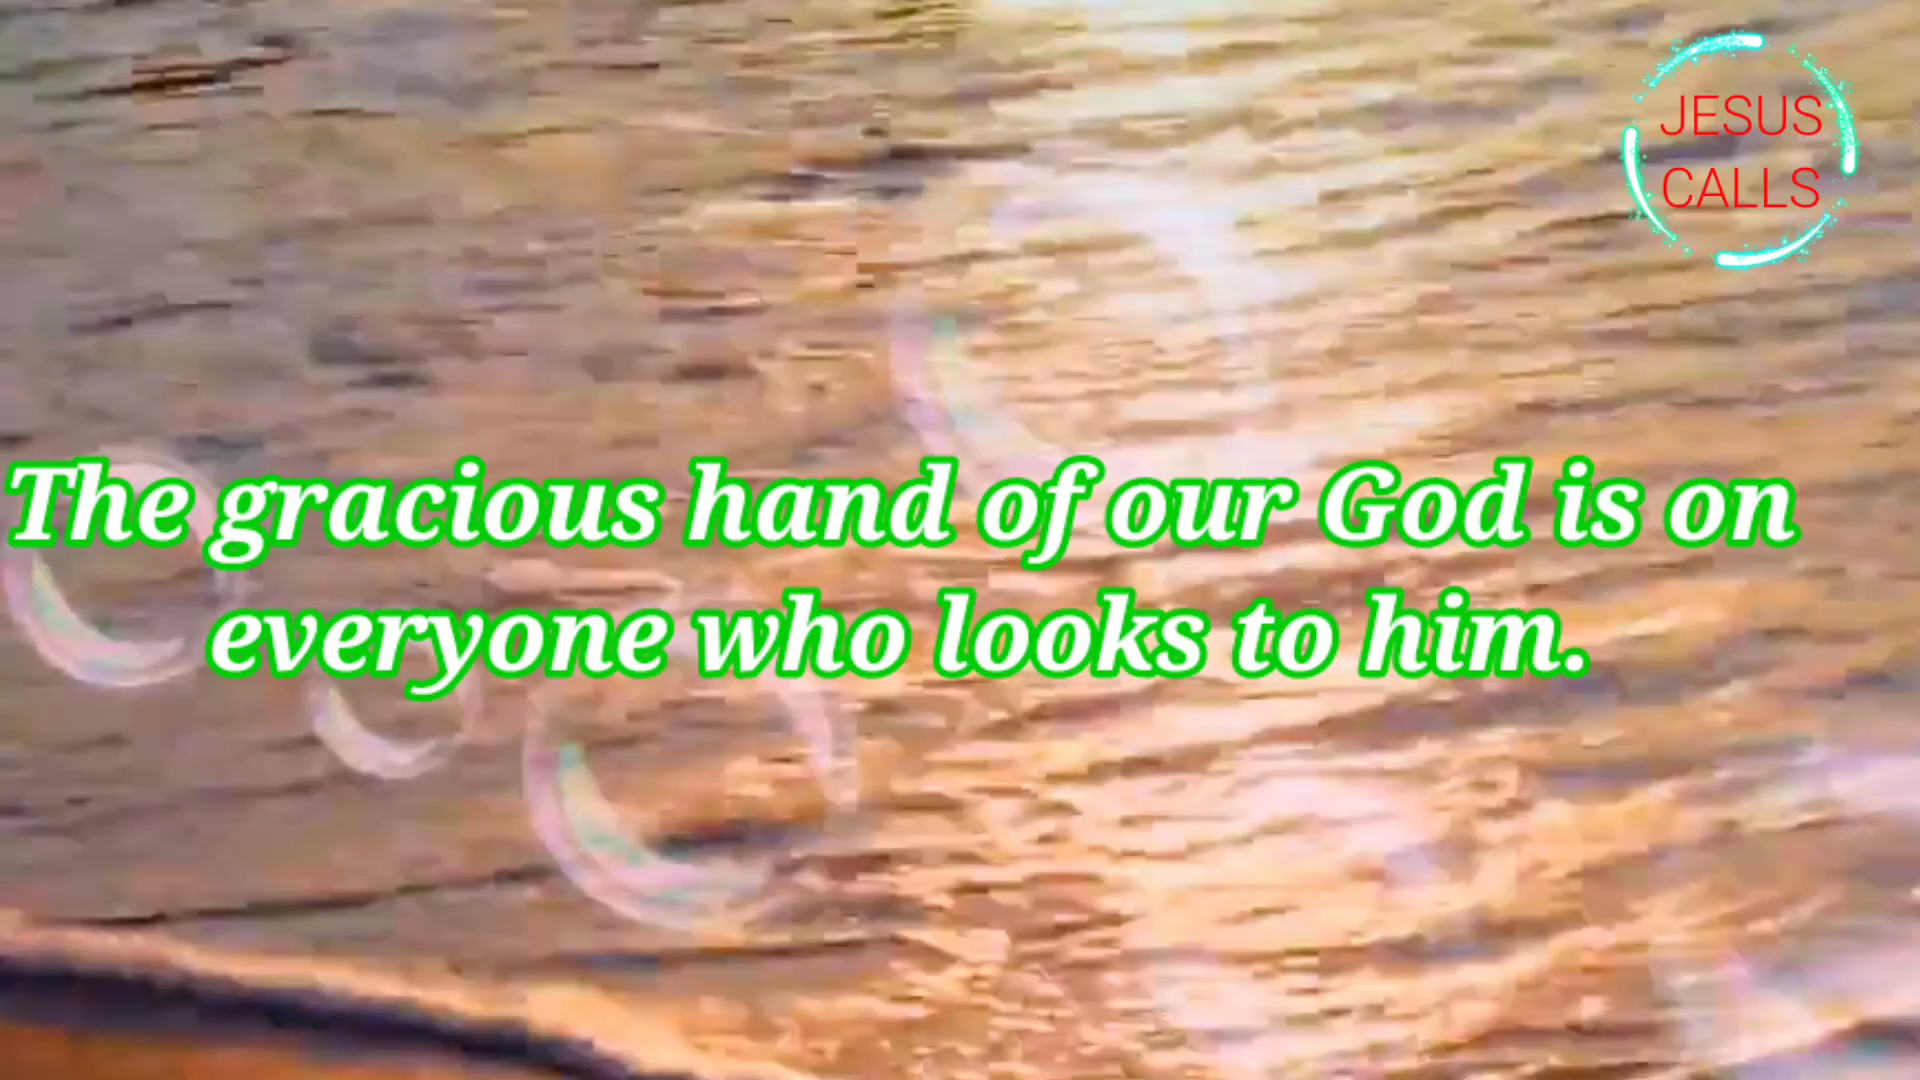 JESUS
CALLS
The gracious hand of our God is on
everyone who looks to him.